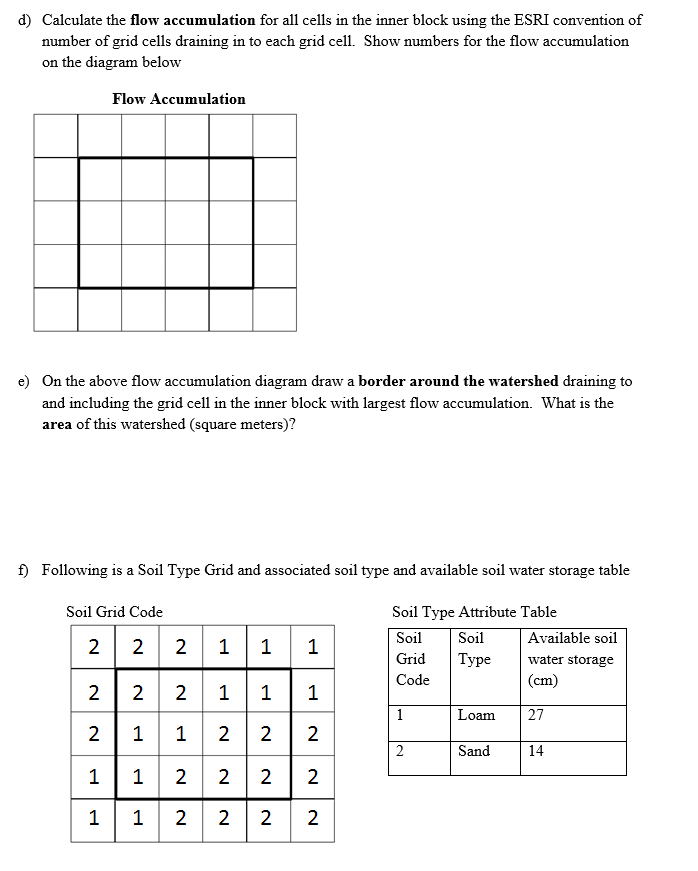 d) Calculate the flow accumulation for all cells in the inner block using the ESRI convention of
number of grid cells draining in to each grid cell. Show numbers for the flow accumulation
on the diagram below
Flow Accumulation
e) On the above flow accumulation diagram draw a border around the watershed draining to
and including the grid cell in the inner block with largest flow accumulation. What is the
area of this watershed (square meters)?
f) Following is a Soil Type Grid and associated soil type and available soil water storage table
Soil Grid Code
2 2 2 1 1 1
2 2 2 1 1 1
2 1 1 2 2 2
1 1 2 2 2 2
1 1 2 2 2 2
Soil Type Attribute Table
Soil Grid Code Soil Type Available soil water storage (cm)
1 Loam 27
2 Sand 14